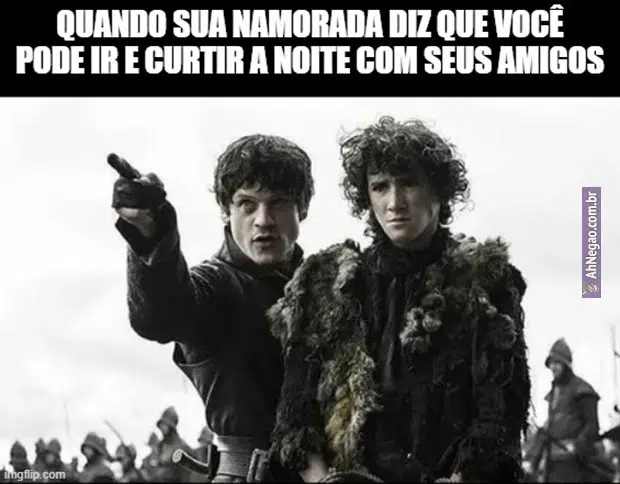 QUANDO SUA NAMORADA DIZ QUE VOCÊ
PODE IR E CURTIR A NOITE COM SEUS AMIGOS
AhNegao.com.br
imgflip.com